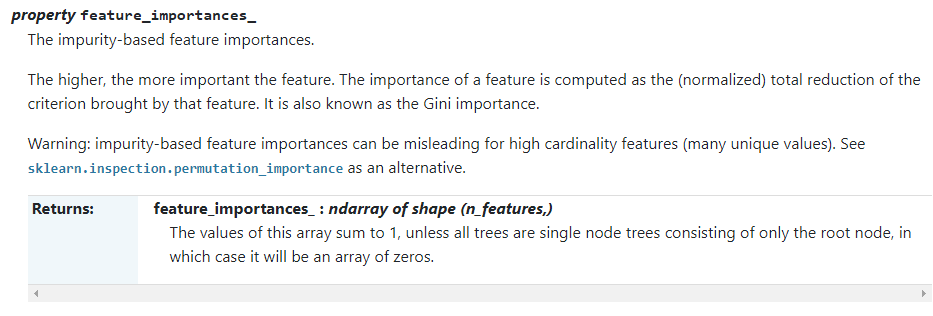 property feature_importances_
The impurity-based feature importances.
The higher, the more important the feature. The importance of a feature is computed as the (normalized) total reduction of the
criterion brought by that feature. It is also known as the Gini importance.
Warning: impurity-based feature importances can be misleading for high cardinality features (many unique values). See
sklearn.inspection.permutation_importance as an alternative.
Returns: feature_importances_ : ndarray of shape (n_features,)
The values of this array sum to 1, unless all trees are single node trees consisting of only the root node, in
which case it will be an array of zeros.